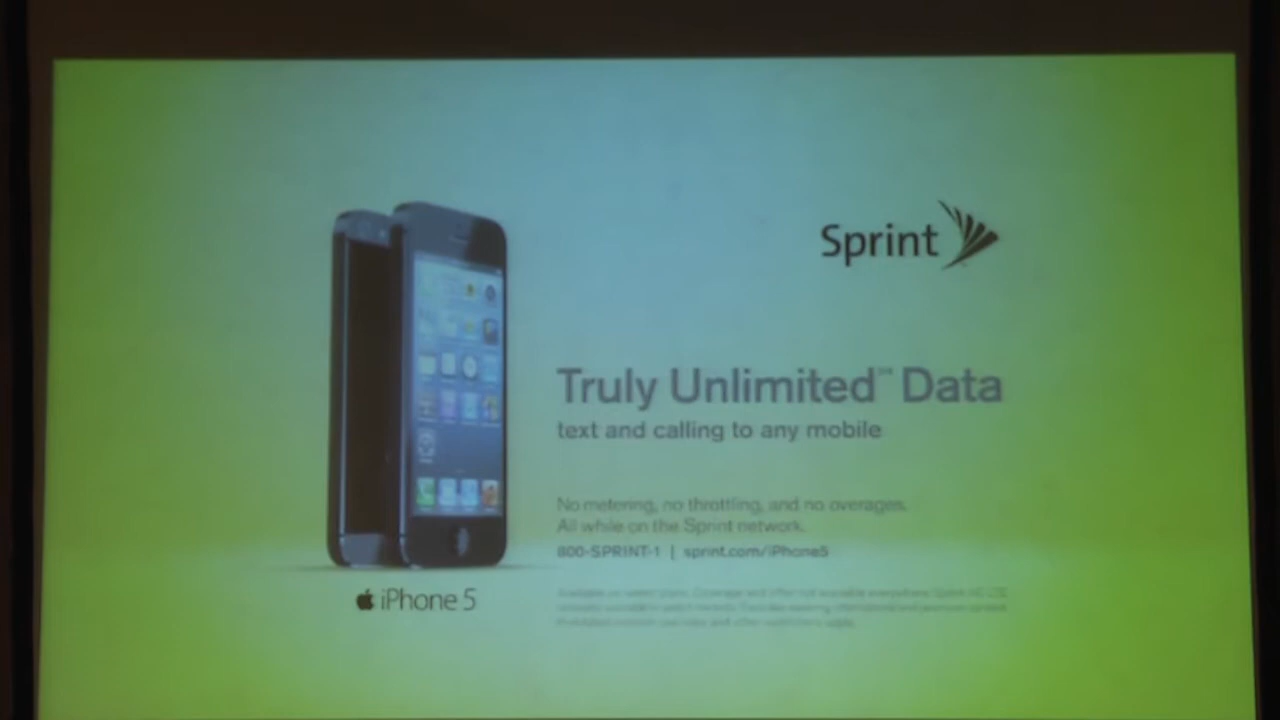 Sprint
Truly Unlimited℠ Data
text and calling to any mobile
No metering, no throttling, and no overages.
All while on the Sprint network.
800-SPRINT-1 | sprint.com/iPhone5
iPhone 5